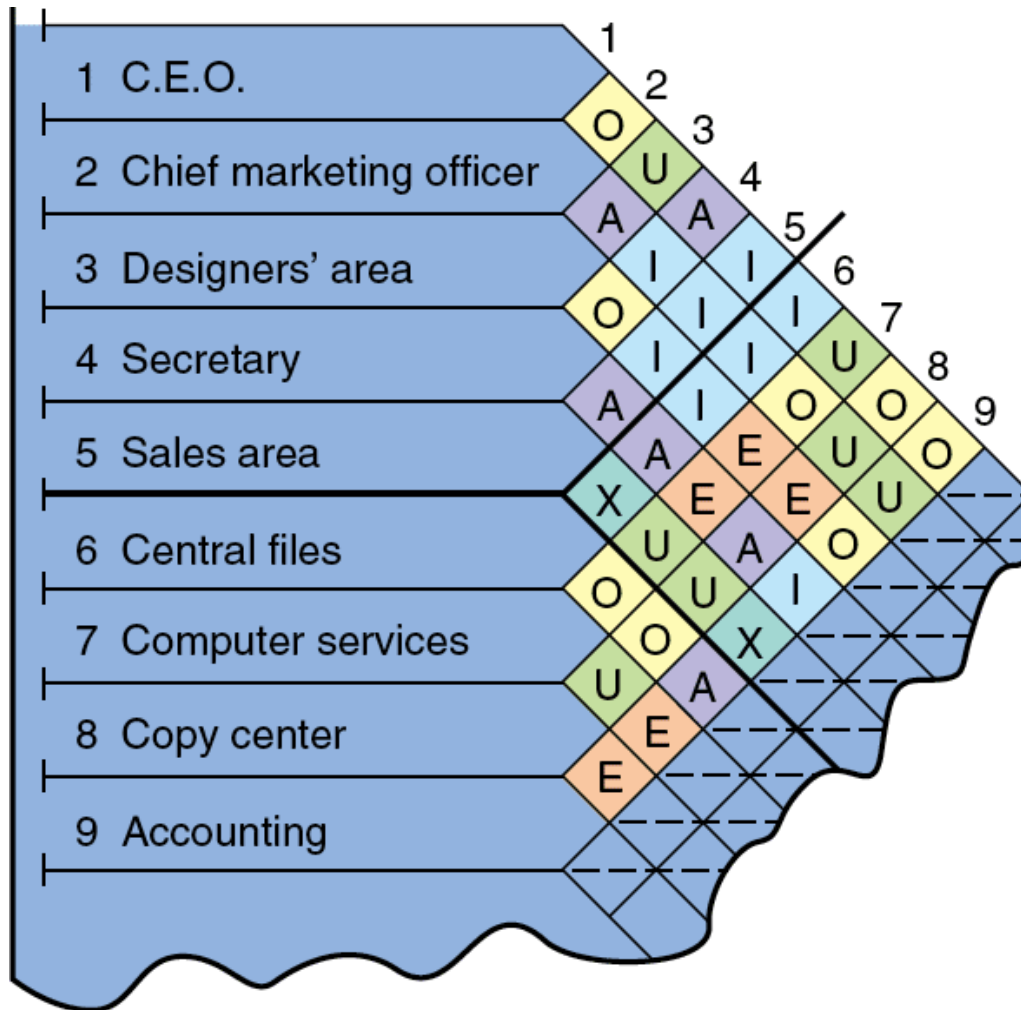 1
1 C.E.O.
2
O 3
2 Chief marketing officer U 4
A A 5
3 Designers’ area I I 6
O I I 7
4 Secretary I I U 8
A I O O 9
5 Sales area A E U O
X E E U
6 Central files U A O
O U I
7 Computer services O X
U A
8 Copy center E
E
9 Accounting